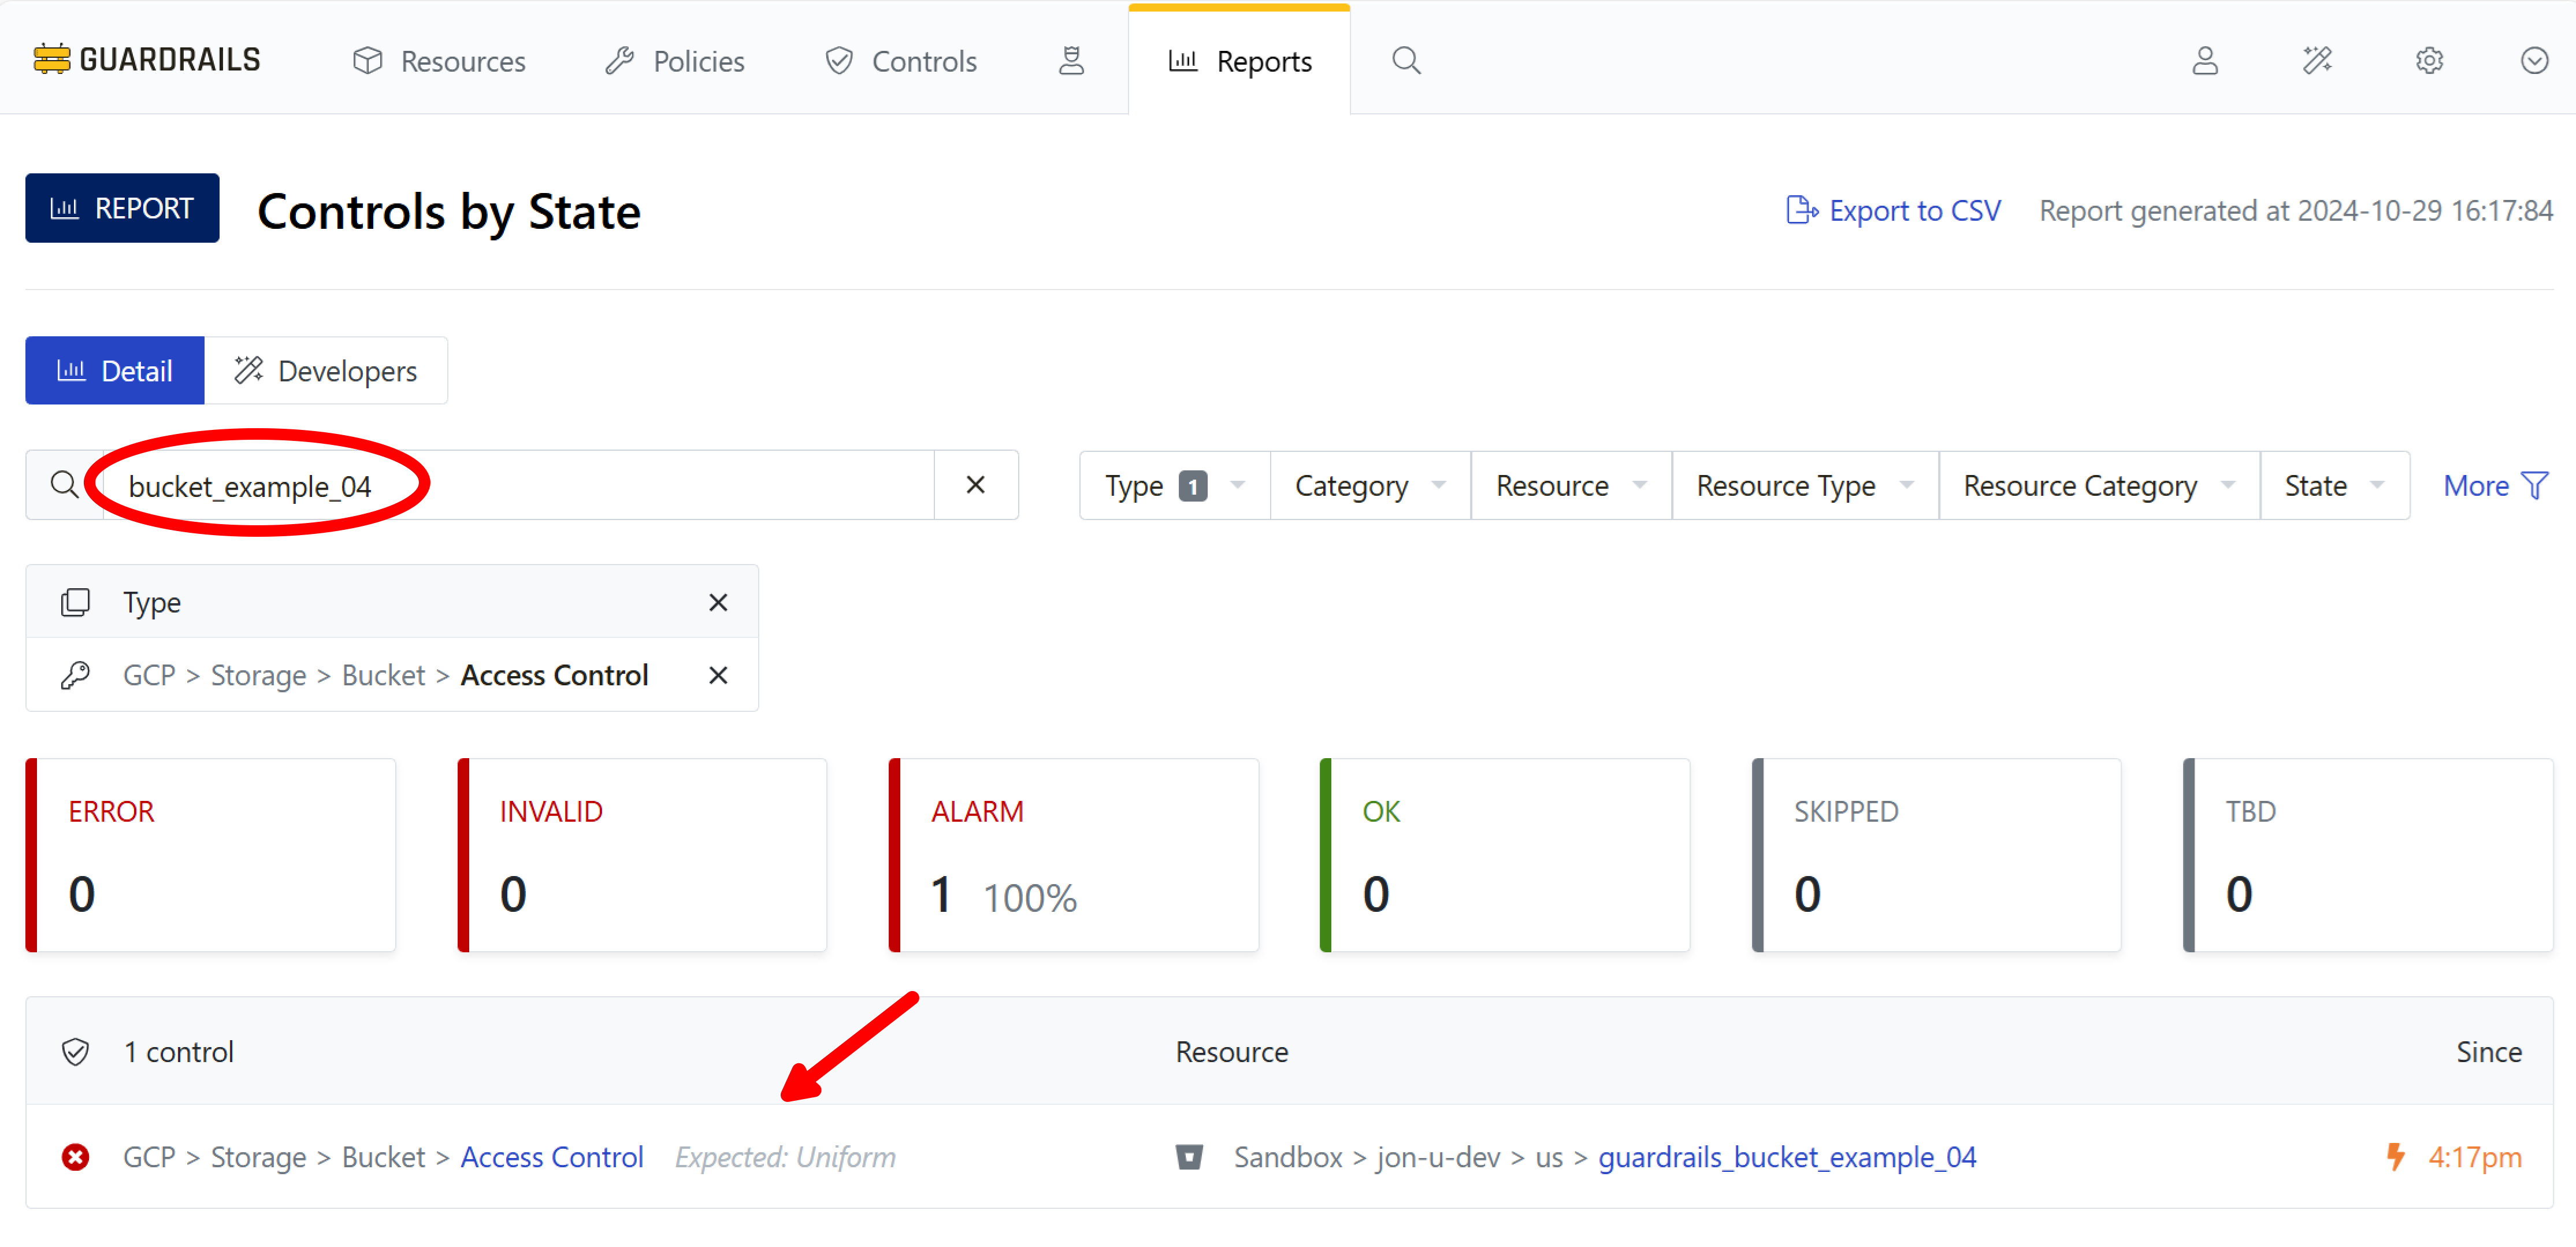 GUARDRAILS Resources Policies Controls Reports
REPORT Controls by State Export to CSV Report generated at 2024-10-29 16:17:84
Detail Developers
bucket_example_04 Type 1 Category Resource Resource Type Resource Category State More
Type
GCP > Storage > Bucket > Access Control
ERROR INVALID ALARM OK SKIPPED TBD
0 0 1 100% 0 0 0
1 control Resource Since
GCP > Storage > Bucket > Access Control Expected: Uniform Sandbox > jon-u-dev > us > guardrails_bucket_example_04 4:17pm